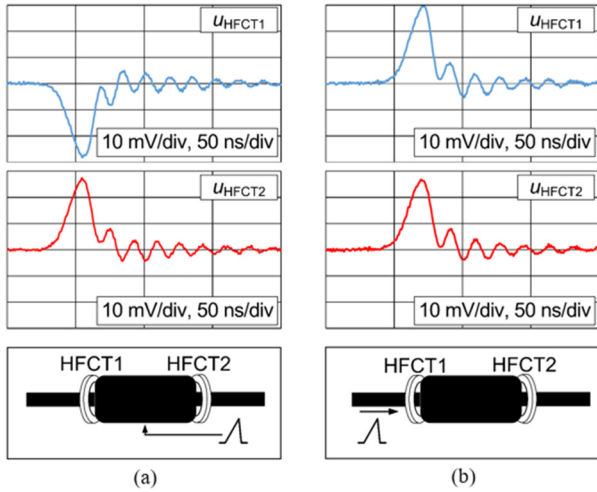 uHFCT1
10 mV/div, 50 ns/div
uHFCT2
10 mV/div, 50 ns/div
HFCT1 HFCT2
(a)
uHFCT1
10 mV/div, 50 ns/div
uHFCT2
10 mV/div, 50 ns/div
HFCT1 HFCT2
(b)